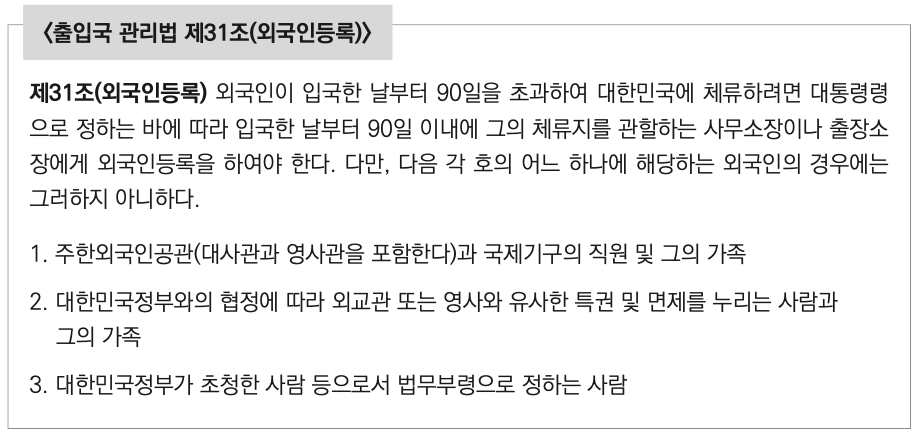 〈출입국 관리법 제31조(외국인등록)〉
제31조(외국인등록) 외국인이 입국한 날부터 90일을 초과하여 대한민국에 체류하려면 대통령령
으로 정하는 바에 따라 입국한 날부터 90일 이내에 그의 체류지를 관할하는 사무소장이나 출장소
장에게 외국인등록을 하여야 한다. 다만, 다음 각 호의 어느 하나에 해당하는 외국인의 경우에는
그러하지 아니하다.
1. 주한외국인공관(대사관과 영사관을 포함한다)과 국제기구의 직원 및 그의 가족
2. 대한민국정부와의 협정에 따라 외교관 또는 영사와 유사한 특권 및 면제를 누리는 사람과
그의 가족
3. 대한민국정부가 초청한 사람 등으로서 법무부령으로 정하는 사람